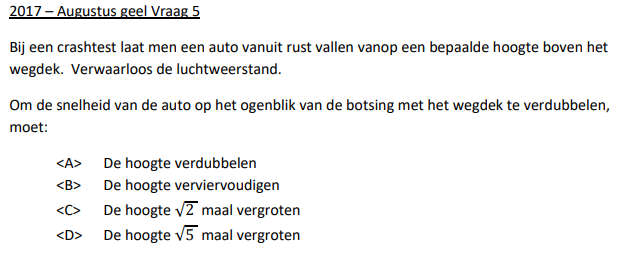 2017 – Augustus geel Vraag 5
Bij een crashtest laat men een auto vanuit rust vallen vanop een bepaalde hoogte boven het
wegdek. Verwaarloos de luchtweerstand.
Om de snelheid van de auto op het ogenblik van de botsing met het wegdek te verdubbelen,
moet:
<A> De hoogte verdubbelen
<B> De hoogte verviervoudigen
<C> De hoogte √2 maal vergroten
<D> De hoogte √5 maal vergroten